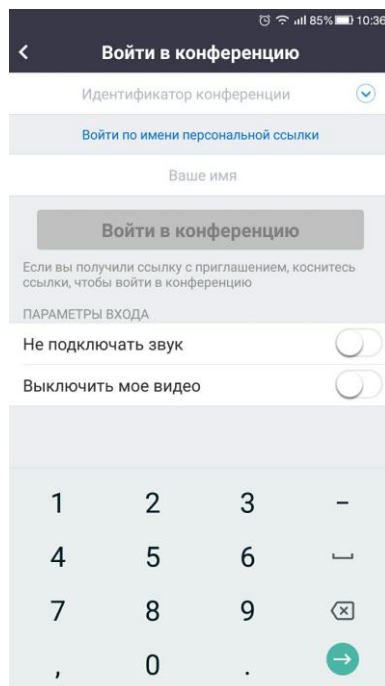 85% 10:36
Войти в конференцию
Идентификатор конференции
Войти по имени персональной ссылки
Ваше имя
Войти в конференцию
Если вы получили ссылку с приглашением, коснитесь
ссылки, чтобы войти в конференцию
ПАРАМЕТРЫ ВХОДА
Не подключать звук
Выключить мое видео
1 2 3 –
4 5 6
7 8 9
, 0 .